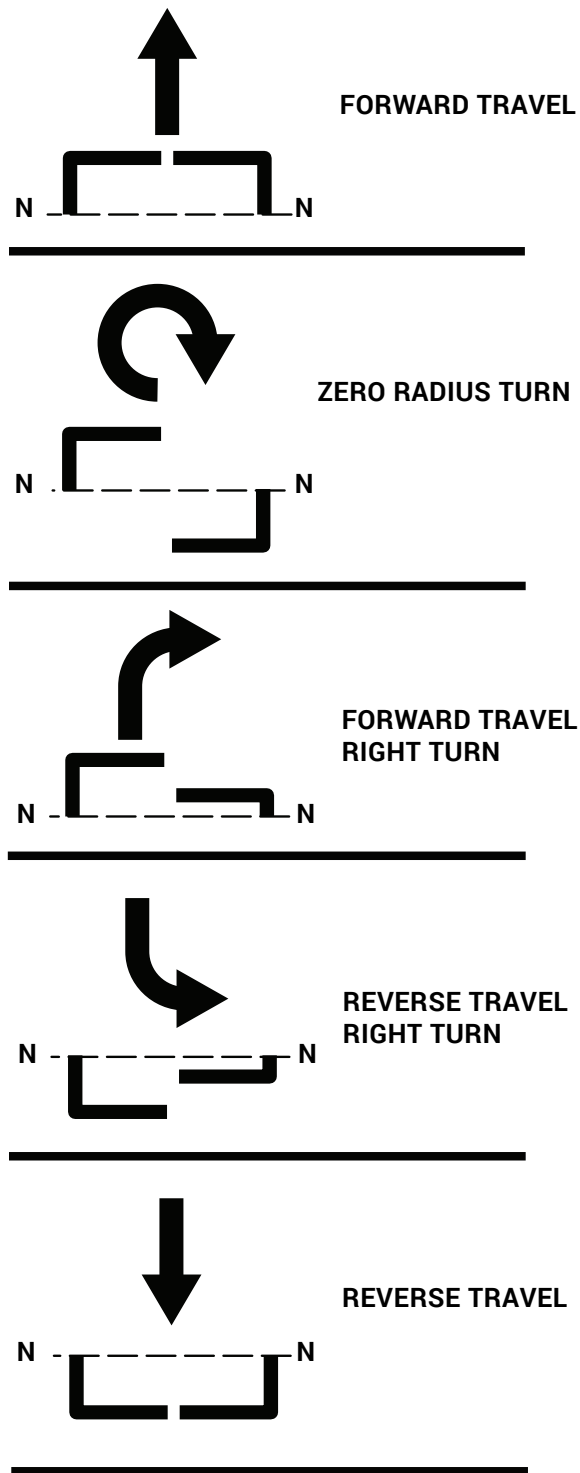 FORWARD TRAVEL
N N
ZERO RADIUS TURN
N N
FORWARD TRAVEL
RIGHT TURN
N N
REVERSE TRAVEL
RIGHT TURN
N N
REVERSE TRAVEL
N N